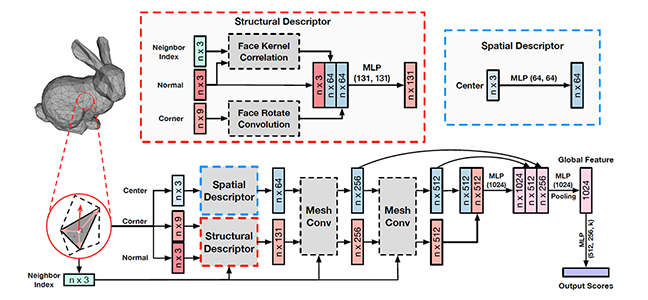 Structural Descriptor
Neighbor
Index
n x 3
Face Kernel
Correlation
Normal
n x 3
n x 3
n x 64
n x 64
MLP
(131, 131)
n x 131
Corner
n x 9
Face Rotate
Convolution
Spatial Descriptor
Center
n x 3
MLP (64, 64)
n x 64
Center
n x 3
Spatial
Descriptor
n x 64
Corner
n x 9
Structural
Descriptor
n x 131
Normal
n x 3
Neighbor
Index
n x 3
Mesh
Conv
n x 256
n x 256
Mesh
Conv
n x 512
n x 512
n x 512
n x 512
MLP
(1024)
n x 1024
n x 512
n x 256
MLP
(1024)
Pooling
Global Feature
1024
MLP
(512, 256, k)
Output Scores